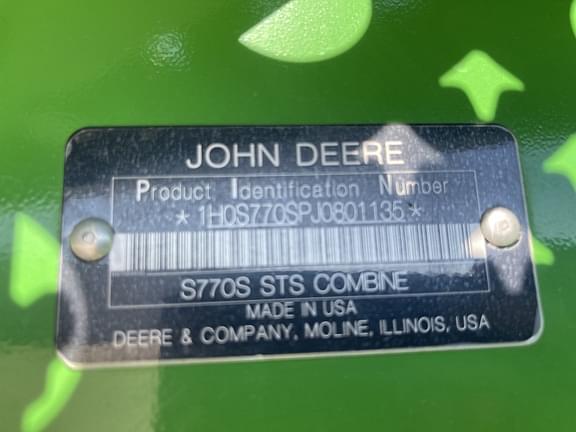 JOHN DEERE
Product Identification Number
*1H0S770SPJ0801135*
S770S STS COMBINE
MADE IN USA
DEERE & COMPANY, MOLINE, ILLINOIS, USA